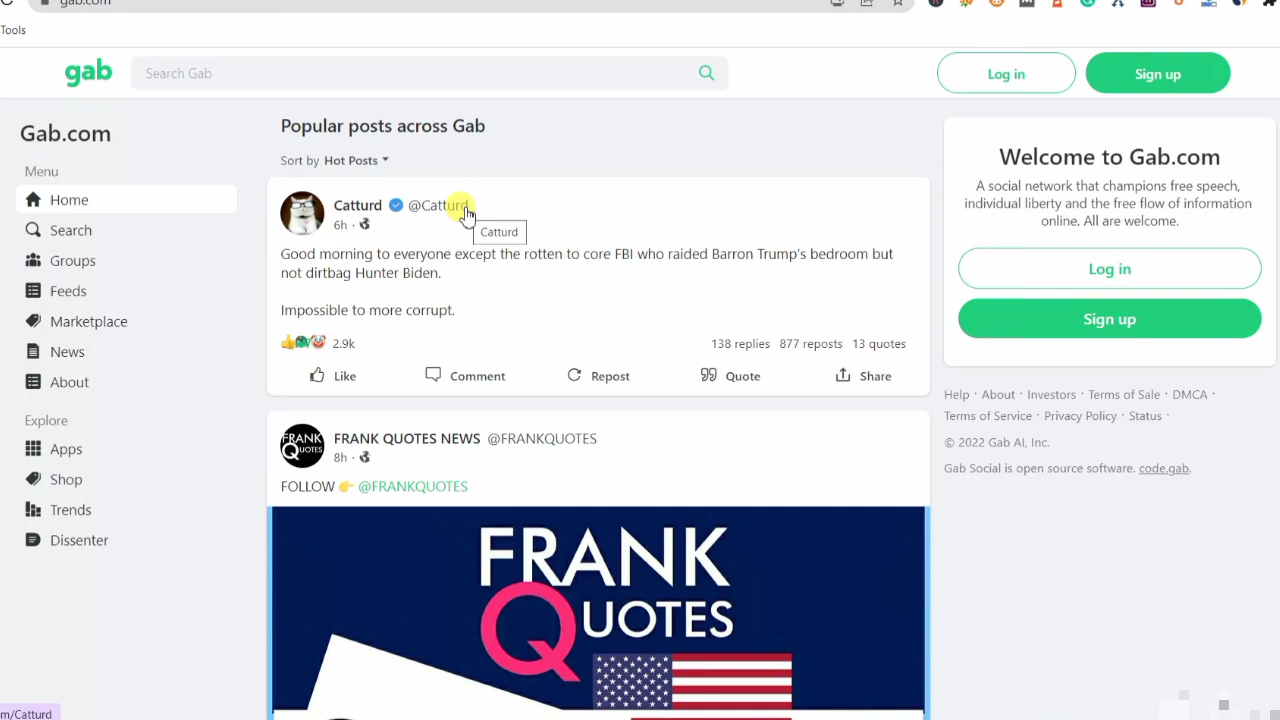 gab.com
Tools
gab
Search Gab
Log in
Sign up
Gab.com
Menu
Home
Search
Groups
Feeds
Marketplace
News
About
Explore
Apps
Shop
Trends
Dissenter
Popular posts across Gab
Sort by Hot Posts
Catturd @Catturd
6h ·
Catturd
Good morning to everyone except the rotten to core FBI who raided Barron Trump's bedroom but
not dirtbag Hunter Biden.
Impossible to more corrupt.
2.9k
138 replies 877 reposts 13 quotes
Like
Comment
Repost
Quote
Share
FRANK QUOTES
FRANK QUOTES NEWS @FRANKQUOTES
8h ·
FOLLOW 👉 @FRANKQUOTES
FRANK
QUOTES
Welcome to Gab.com
A social network that champions free speech,
individual liberty and the free flow of information
online. All are welcome.
Log in
Sign up
Help · About · Investors · Terms of Sale · DMCA ·
Terms of Service · Privacy Policy · Status ·
© 2022 Gab AI, Inc.
Gab Social is open source software. code.gab.
m/Catturd